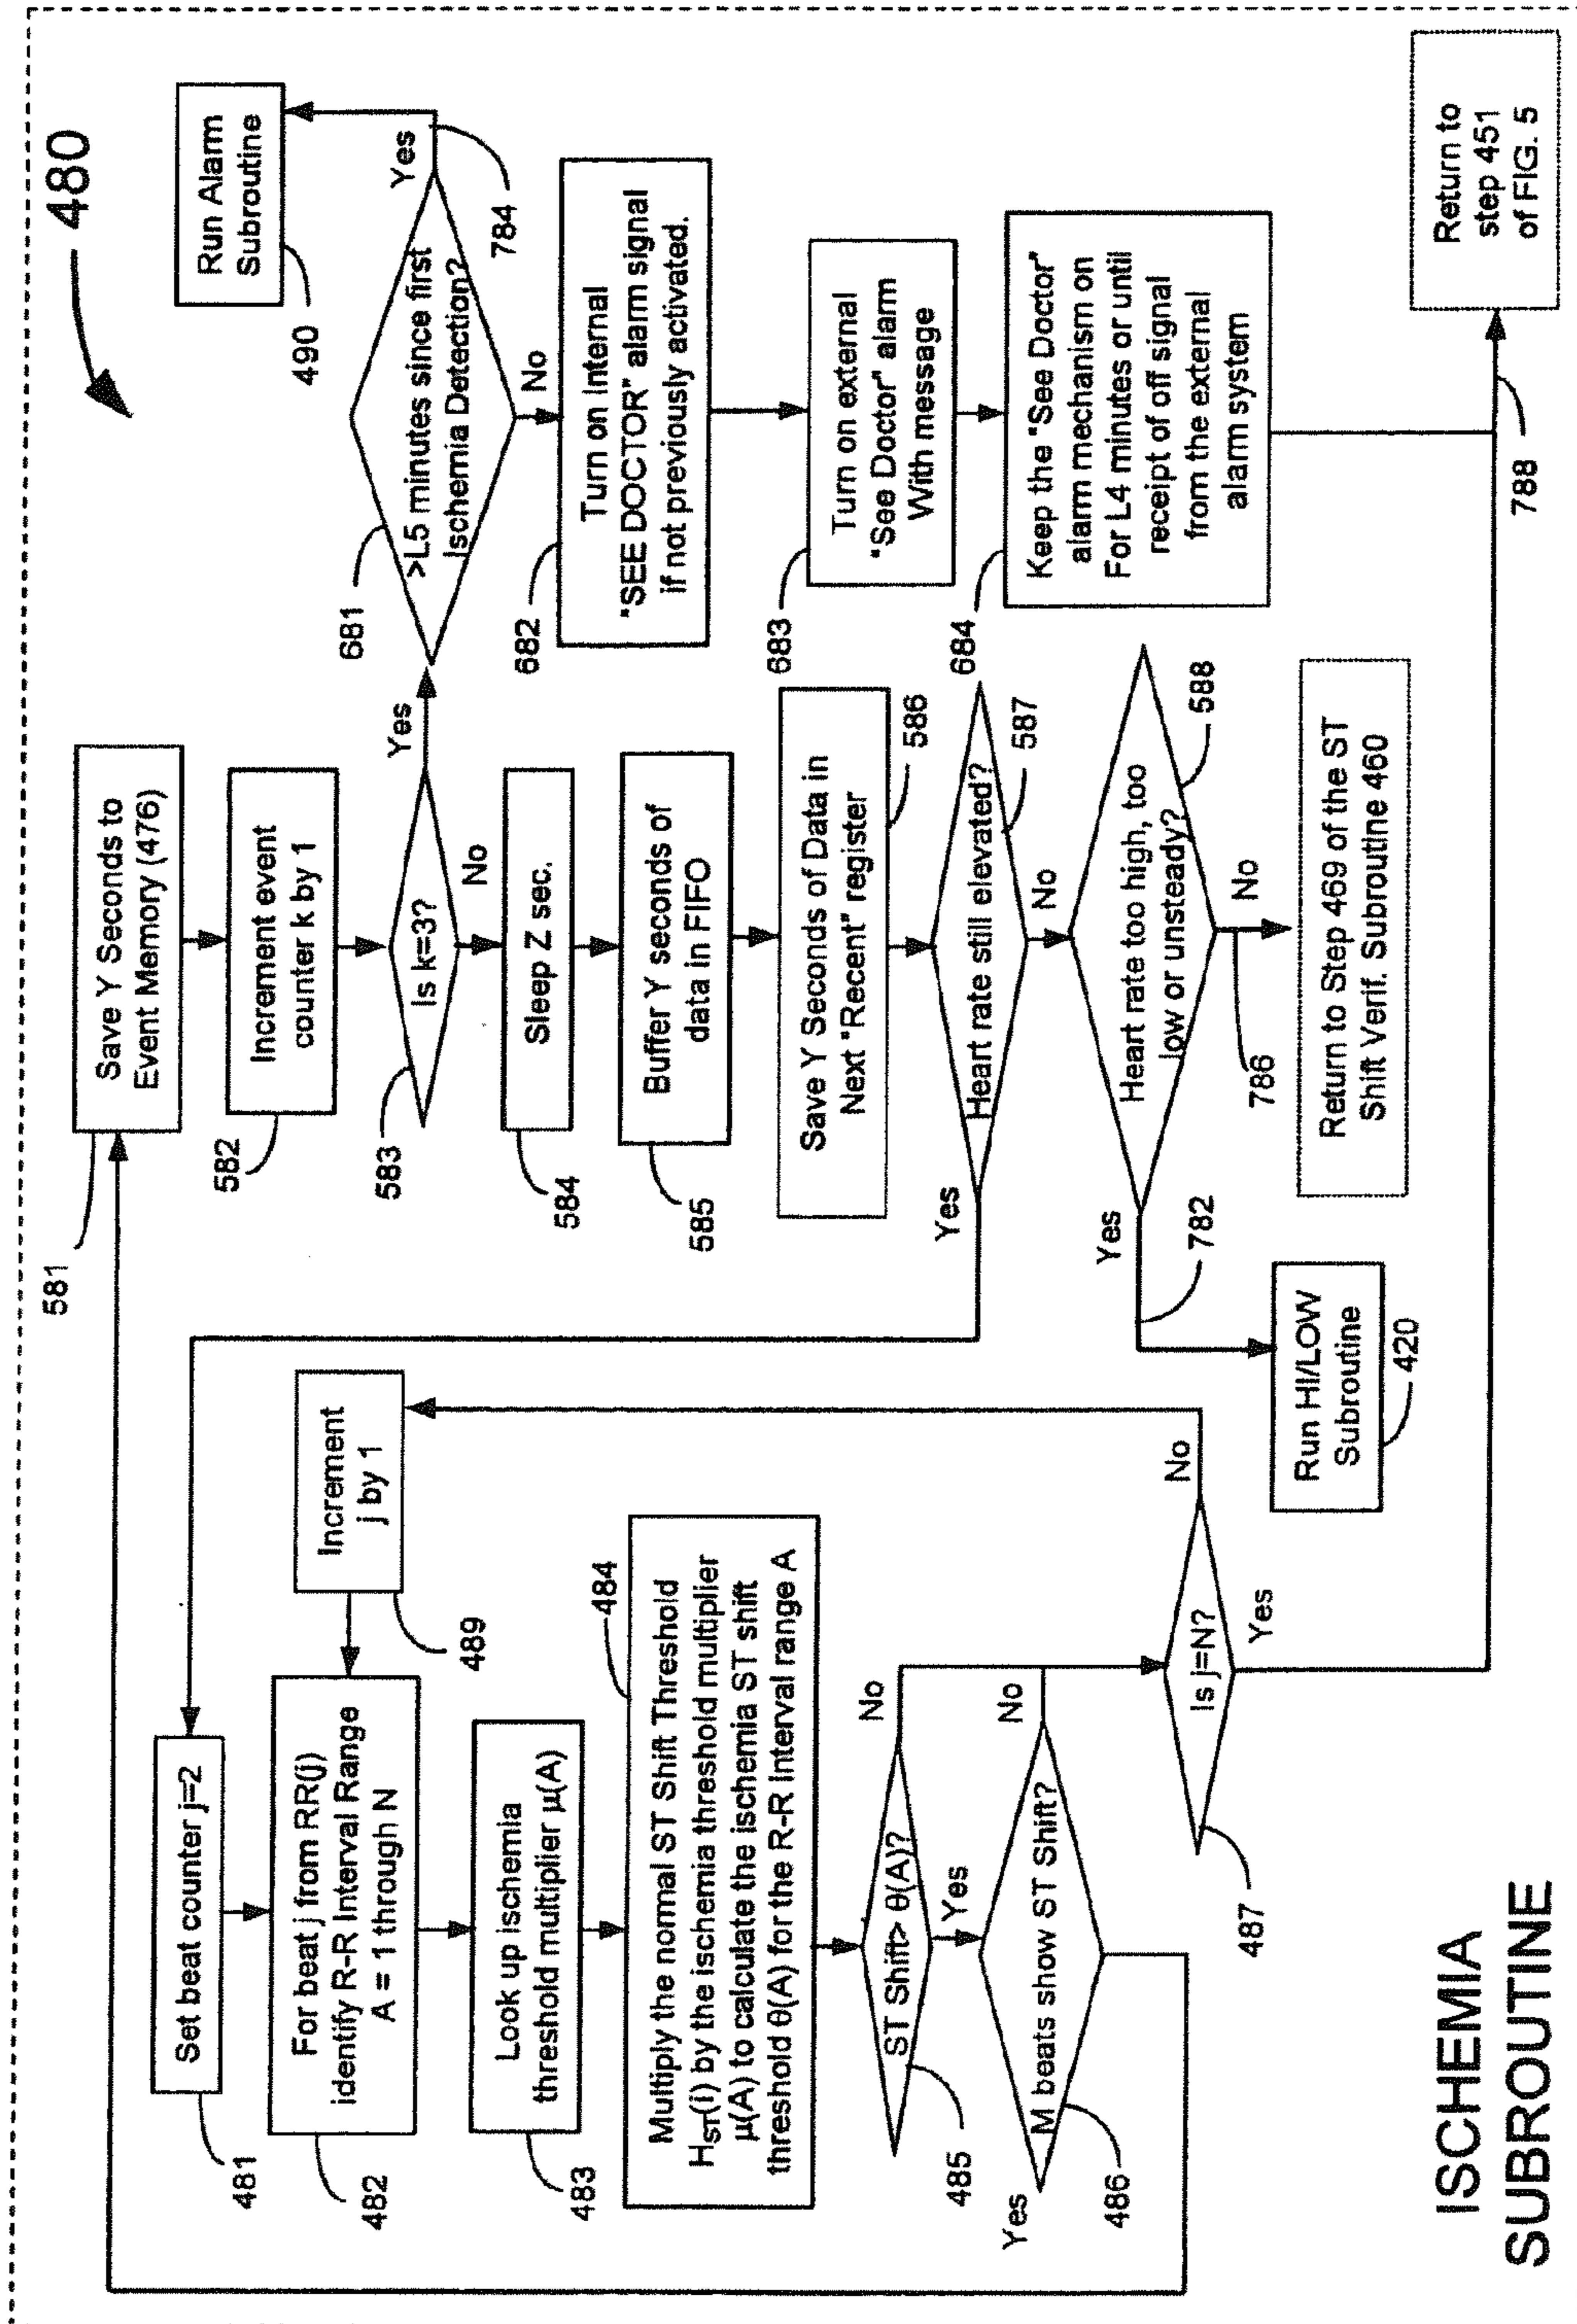 480
Set beat counter j=2
481
For beat j from RR(j)
identify R-R Interval Range
A = 1 through N
482
Increment
j by 1
489
Look up ischemia
threshold multiplier μ(A)
483
Multiply the normal ST Shift Threshold
HST(i) by the ischemia threshold multiplier
μ(A) to calculate the ischemia ST shift
threshold θ(A) for the R-R Interval range A
484
ST Shift> θ(A)?
No
Yes
485
M beats show ST Shift?
No
Yes
486
Is j=N?
No
Yes
487
581
Save Y Seconds to
Event Memory (476)
Increment event
counter k by 1
582
Is k=3?
Yes
No
583
Sleep Z sec.
584
Buffer Y seconds of
data in FIFO
585
Save Y Seconds of Data in
Next "Recent" register
586
Heart rate still elevated?
Yes
No
587
Heart rate too high, too
low or unsteady?
Yes
No
588
782
786
Run HI/LOW
Subroutine
420
Return to Step 469 of the ST
Shift Verif. Subroutine 460
Run Alarm
Subroutine
490
>L5 minutes since first
Ischemia Detection?
Yes
No
681
784
Turn on Internal
"SEE DOCTOR" alarm signal
if not previously activated.
682
Turn on external
"See Doctor" alarm
With message
683
Keep the "See Doctor"
alarm mechanism on
For L4 minutes or until
receipt of off signal
from the external
alarm system
684
788
Return to
step 451
of FIG. 5
ISCHEMIA
SUBROUTINE